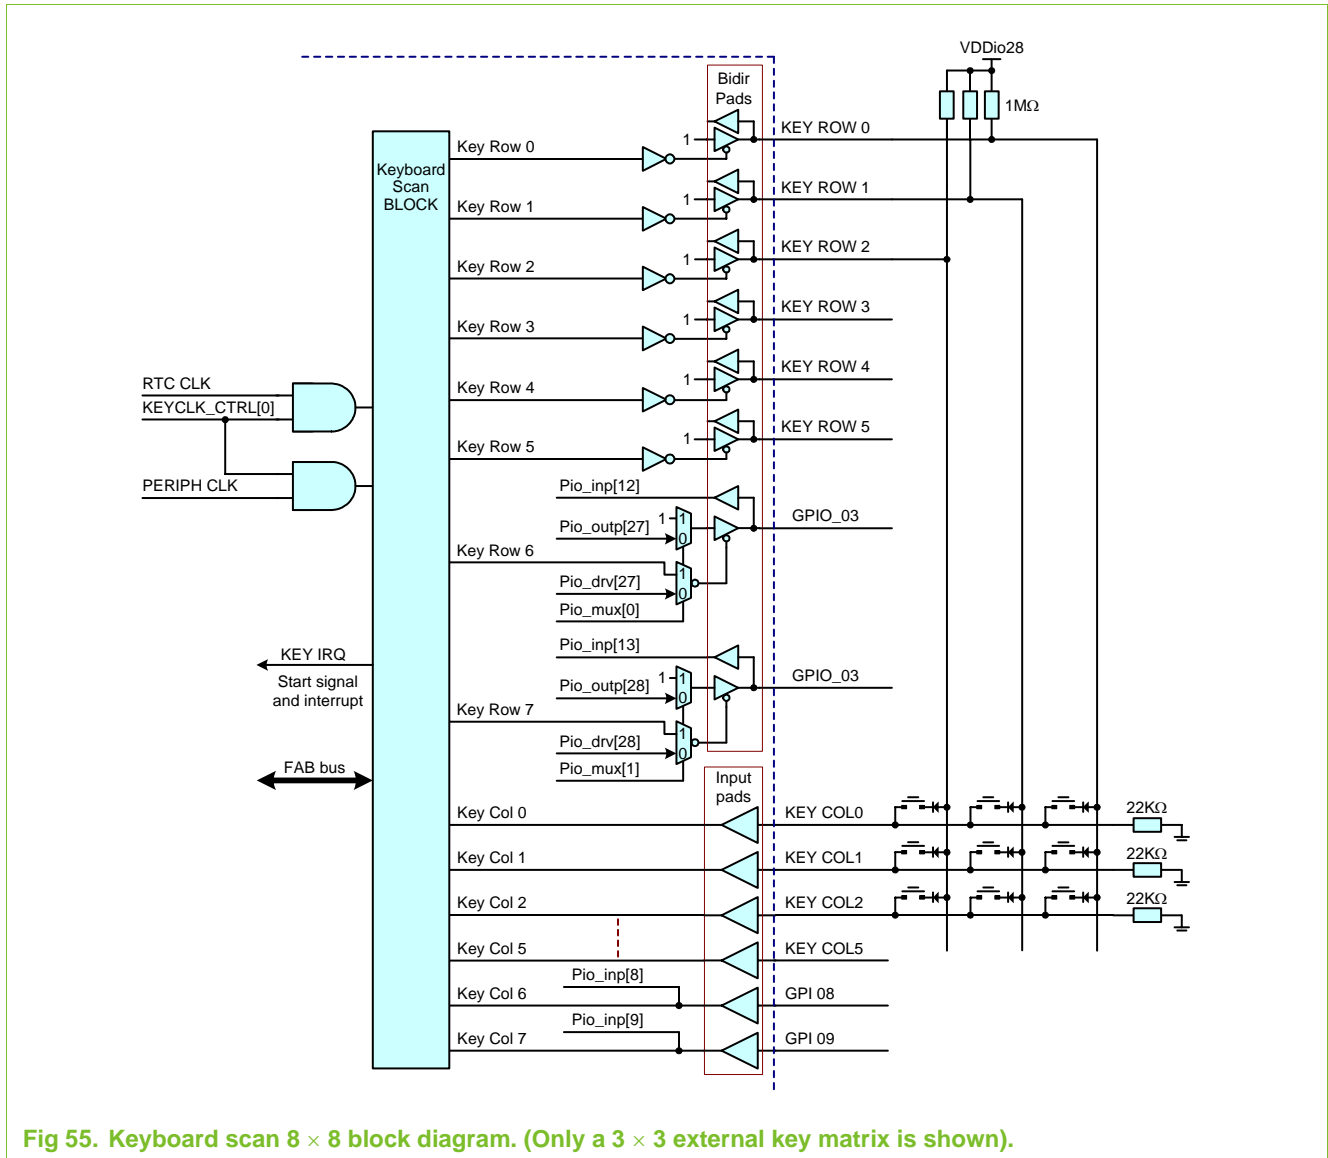 VDDio28
Bidir
Pads
1MΩ
KEY ROW 0
1
Key Row 0
Keyboard
Scan
BLOCK
KEY ROW 1
1
Key Row 1
KEY ROW 2
1
Key Row 2
KEY ROW 3
1
Key Row 3
KEY ROW 4
1
Key Row 4
RTC CLK
KEYCLK_CTRL[0]
KEY ROW 5
1
Key Row 5
PERIPH CLK
Pio_inp[12]
GPIO_03
1
1
Pio_outp[27]
0
Key Row 6
1
Pio_drv[27]
0
Pio_mux[0]
Pio_inp[13]
KEY IRQ
Start signal
and interrupt
GPIO_03
1
1
Pio_outp[28]
0
Key Row 7
1
Pio_drv[28]
0
Pio_mux[1]
FAB bus
Input
pads
Key Col 0
KEY COL0
22KΩ
Key Col 1
KEY COL1
22KΩ
Key Col 2
KEY COL2
22KΩ
Key Col 5
KEY COL5
Pio_inp[8]
Key Col 6
GPI 08
Pio_inp[9]
Key Col 7
GPI 09
Fig 55. Keyboard scan 8 × 8 block diagram. (Only a 3 × 3 external key matrix is shown).